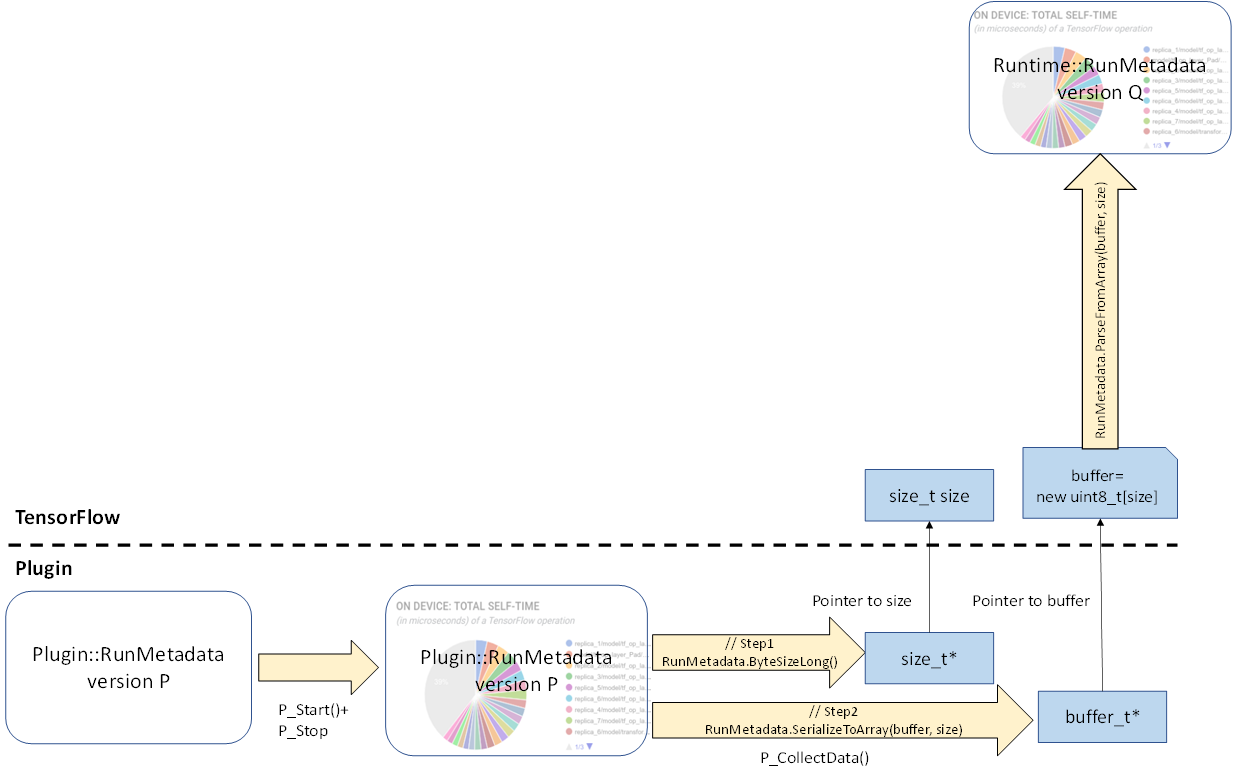 ON DEVICE: TOTAL SELF-TIME
(in microseconds) of a TensorFlow operation
replica_1/model/tf_op_la...
Runtime::RunMetadata
version Q
replica_3/model/tf_op_la...
replica_5/model/tf_op_la...
replica_6/model/tf_op_la...
replica_4/model/tf_op_la...
replica_7/model/tf_op_la...
replica_6/model/transfor...
1/3
RunMetadata.ParseFromArray(buffer, size)
size_t size
buffer=
new uint8_t[size]
TensorFlow
Plugin
Plugin::RunMetadata
version P
P_Start()+
P_Stop
ON DEVICE: TOTAL SELF-TIME
(in microseconds) of a TensorFlow operation
replica_1/model/tf_op_la...
Plugin::RunMetadata
version P
replica_2/model/tf_op_la...
replica_3/model/tf_op_la...
replica_5/model/tf_op_la...
replica_6/model/tf_op_la...
replica_4/model/tf_op_la...
replica_7/model/tf_op_la...
replica_6/model/transfor...
1/3
// Step1
RunMetadata.ByteSizeLong()
Pointer to size
size_t*
Pointer to buffer
// Step2
RunMetadata.SerializeToArray(buffer, size)
P_CollectData()
buffer_t*